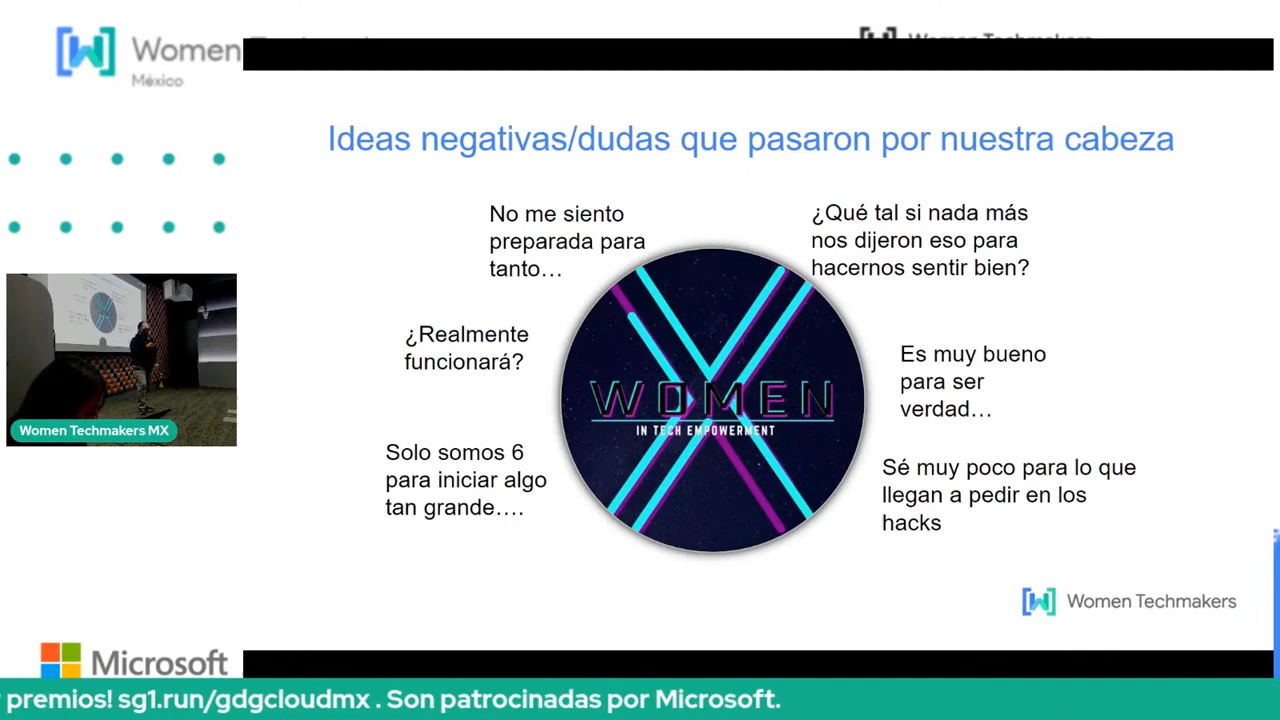 Women
México
Women Techmakers
Ideas negativas/dudas que pasaron por nuestra cabeza
No me siento
preparada para
tanto…
¿Qué tal si nada más
nos dijeron eso para
hacernos sentir bien?
¿Realmente
funcionará?
Es muy bueno
para ser
verdad…
WOMEN
IN TECH EMPOWERMENT
Solo somos 6
para iniciar algo
tan grande….
Sé muy poco para lo que
llegan a pedir en los
hacks
Women Techmakers MX
Women Techmakers
Microsoft
premios! sg1.run/gdgcloudmx . Son patrocinadas por Microsoft.